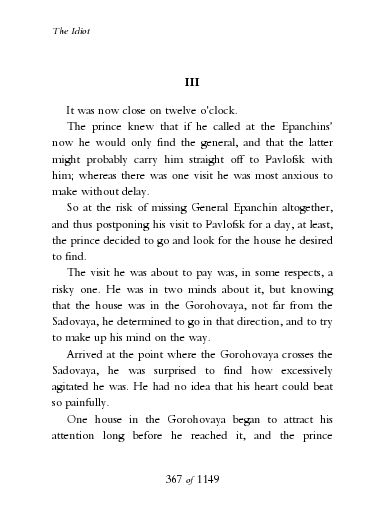 The Idiot
III
It was now close on twelve o'clock.
The prince knew that if he called at the Epanchins'
now he would only find the general, and that the latter
might probably carry him straight off to Pavlofsk with
him; whereas there was one visit he was most anxious to
make without delay.
So at the risk of missing General Epanchin altogether,
and thus postponing his visit to Pavlofsk for a day, at least,
the prince decided to go and look for the house he desired
to find.
The visit he was about to pay was, in some respects, a
risky one. He was in two minds about it, but knowing
that the house was in the Gorohovaya, not far from the
Sadovaya, he determined to go in that direction, and to try
to make up his mind on the way.
Arrived at the point where the Gorohovaya crosses the
Sadovaya, he was surprised to find how excessively
agitated he was. He had no idea that his heart could beat
so painfully.
One house in the Gorohovaya began to attract his
attention long before he reached it, and the prince
367 of 1149